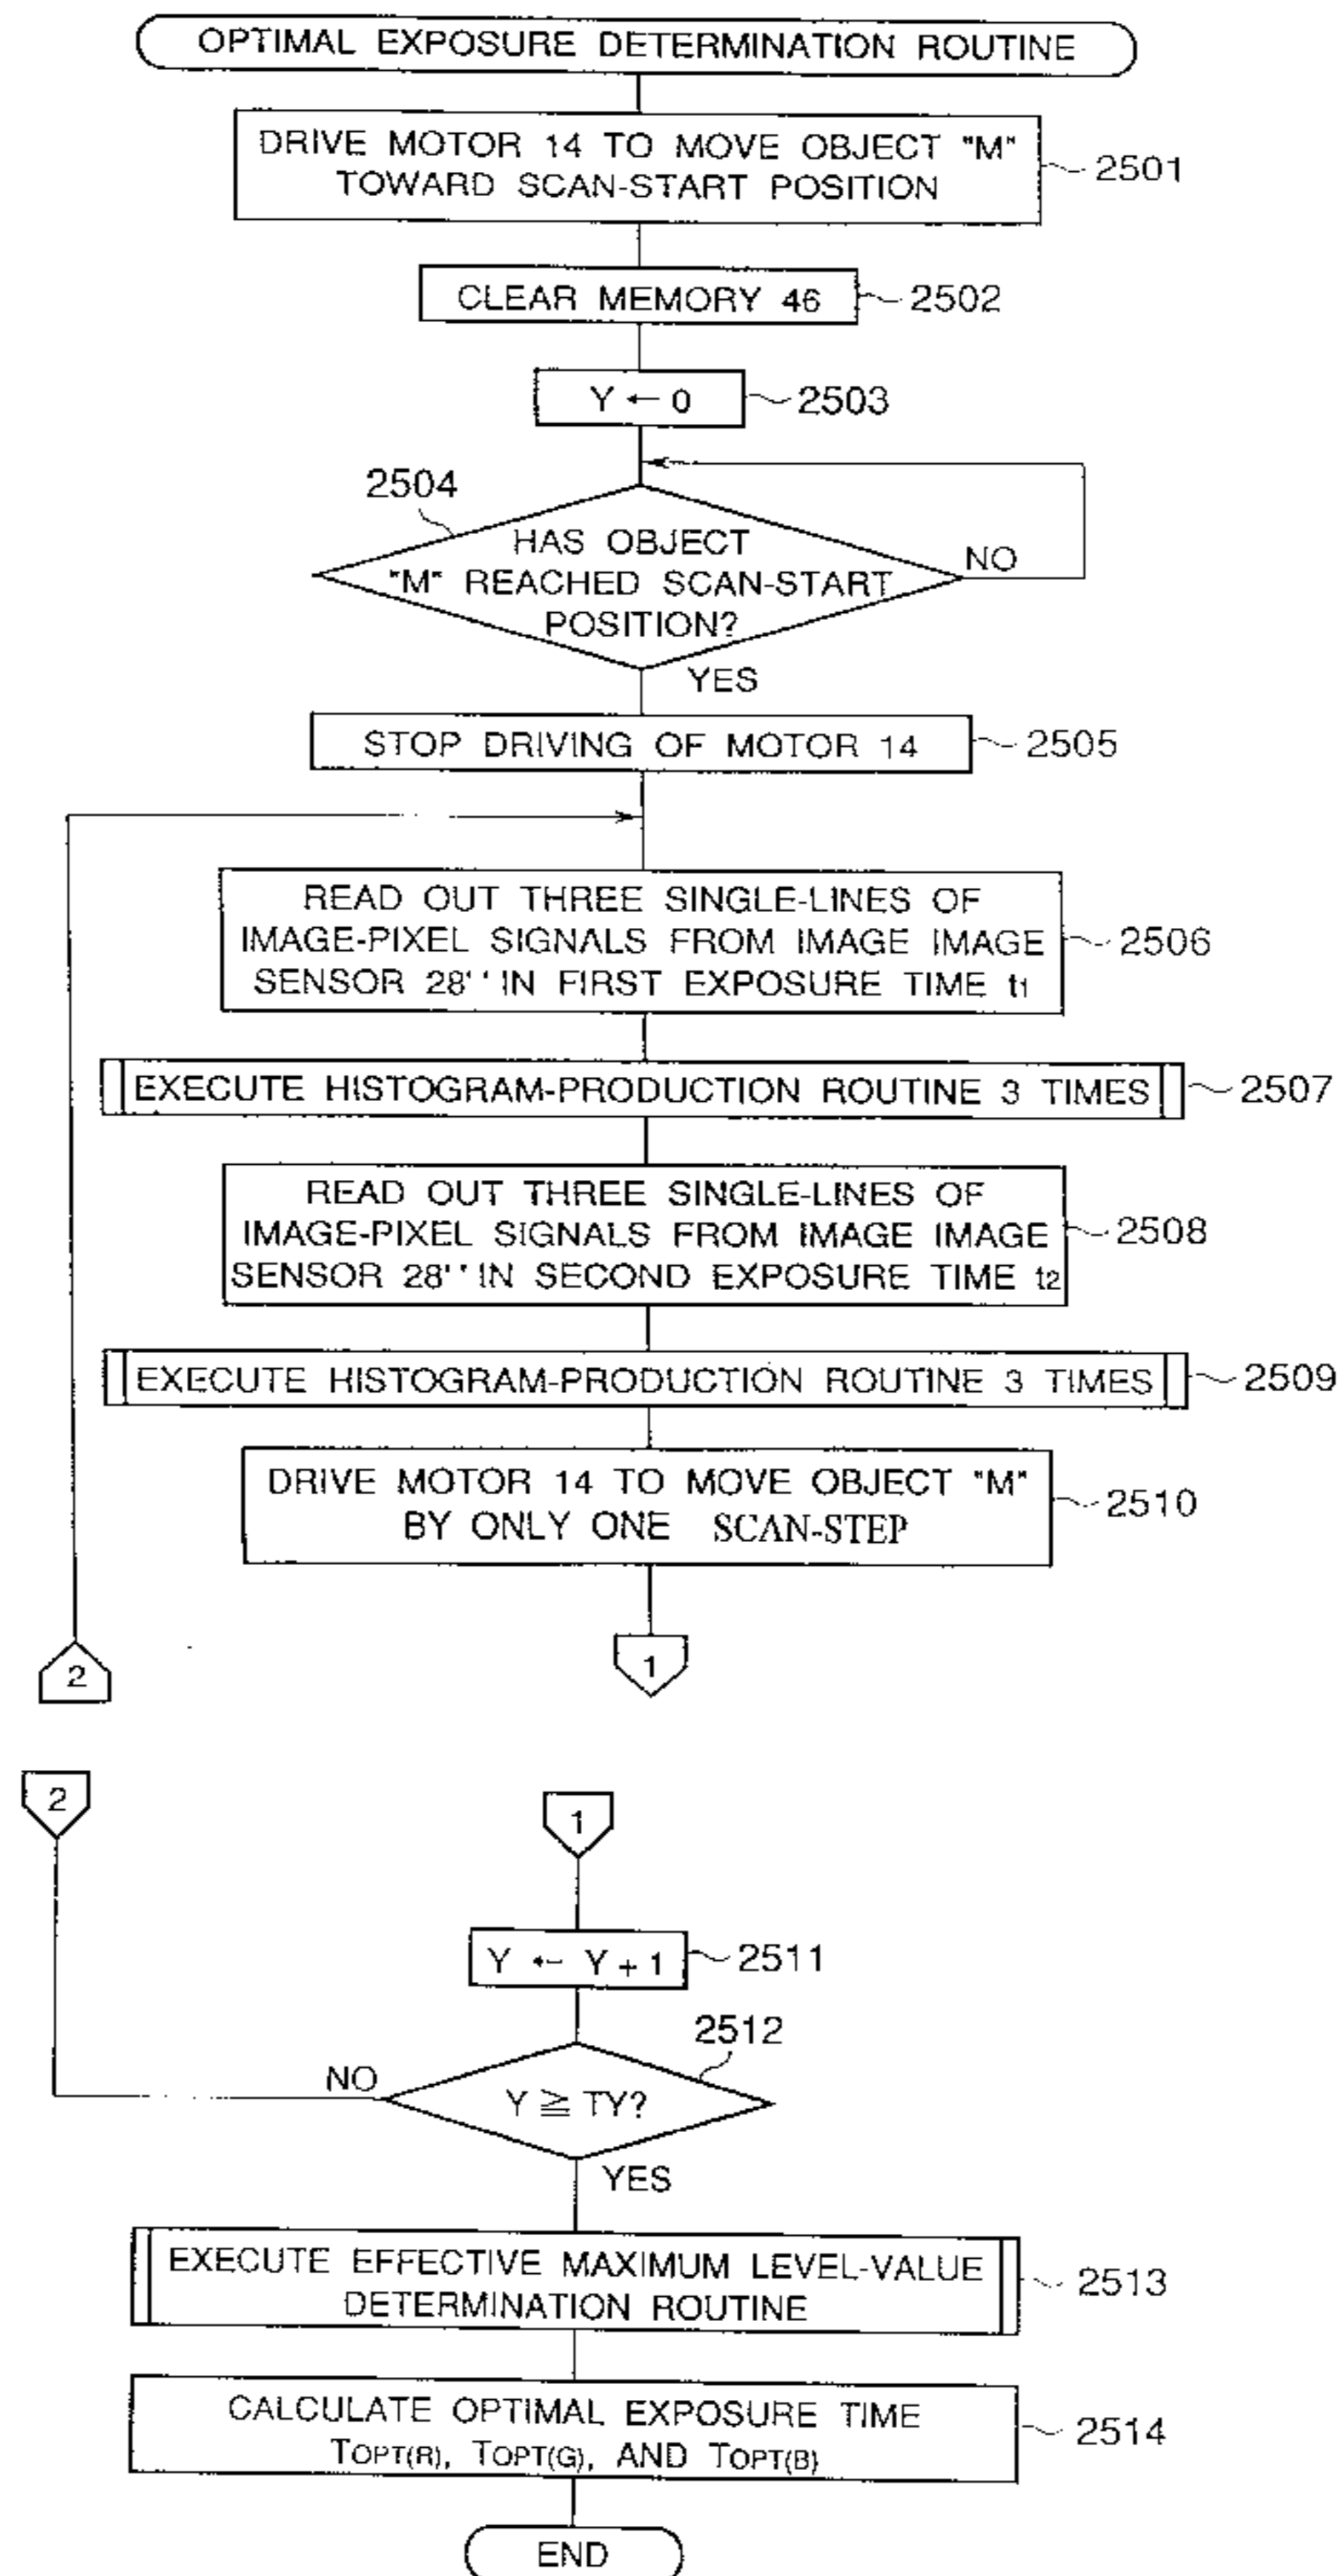 OPTIMAL EXPOSURE DETERMINATION ROUTINE
DRIVE MOTOR 14 TO MOVE OBJECT "M"
TOWARD SCAN-START POSITION
2501
CLEAR MEMORY 46
2502
Y ← 0
2503
2504
HAS OBJECT
"M" REACHED SCAN-START
POSITION?
NO
YES
STOP DRIVING OF MOTOR 14
2505
READ OUT THREE SINGLE-LINES OF
IMAGE-PIXEL SIGNALS FROM IMAGE IMAGE
SENSOR 28'' IN FIRST EXPOSURE TIME t1
2506
EXECUTE HISTOGRAM-PRODUCTION ROUTINE 3 TIMES
2507
READ OUT THREE SINGLE-LINES OF
IMAGE-PIXEL SIGNALS FROM IMAGE IMAGE
SENSOR 28'' IN SECOND EXPOSURE TIME t2
2508
EXECUTE HISTOGRAM-PRODUCTION ROUTINE 3 TIMES
2509
DRIVE MOTOR 14 TO MOVE OBJECT "M"
BY ONLY ONE SCAN-STEP
2510
2
1
2
1
Y ← Y + 1
2511
2512
NO
Y ≧ TY?
YES
EXECUTE EFFECTIVE MAXIMUM LEVEL-VALUE
DETERMINATION ROUTINE
2513
CALCULATE OPTIMAL EXPOSURE TIME
TOPT(R), TOPT(G), AND TOPT(B)
2514
END